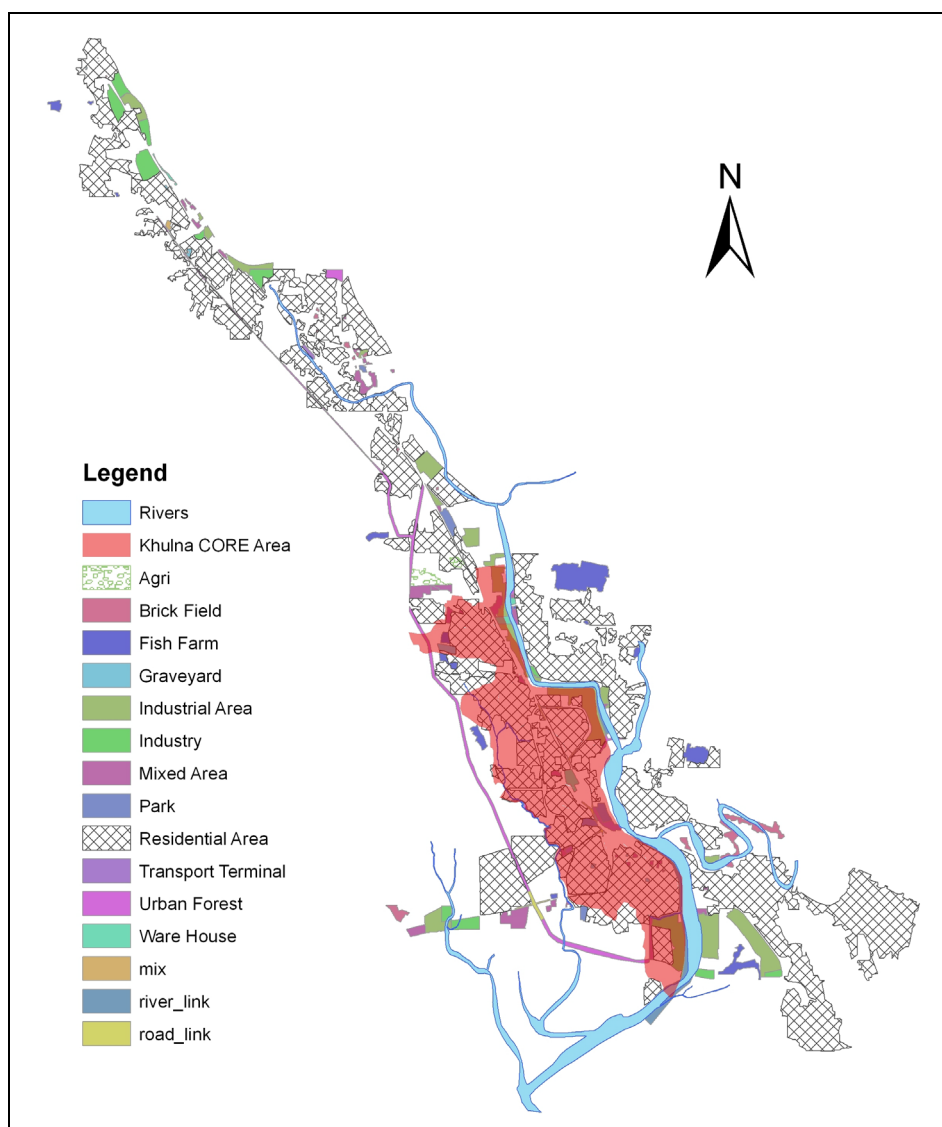 N
Legend
Rivers
Khulna CORE Area
Agri
Brick Field
Fish Farm
Graveyard
Industrial Area
Industry
Mixed Area
Park
Residential Area
Transport Terminal
Urban Forest
Ware House
mix
river_link
road_link